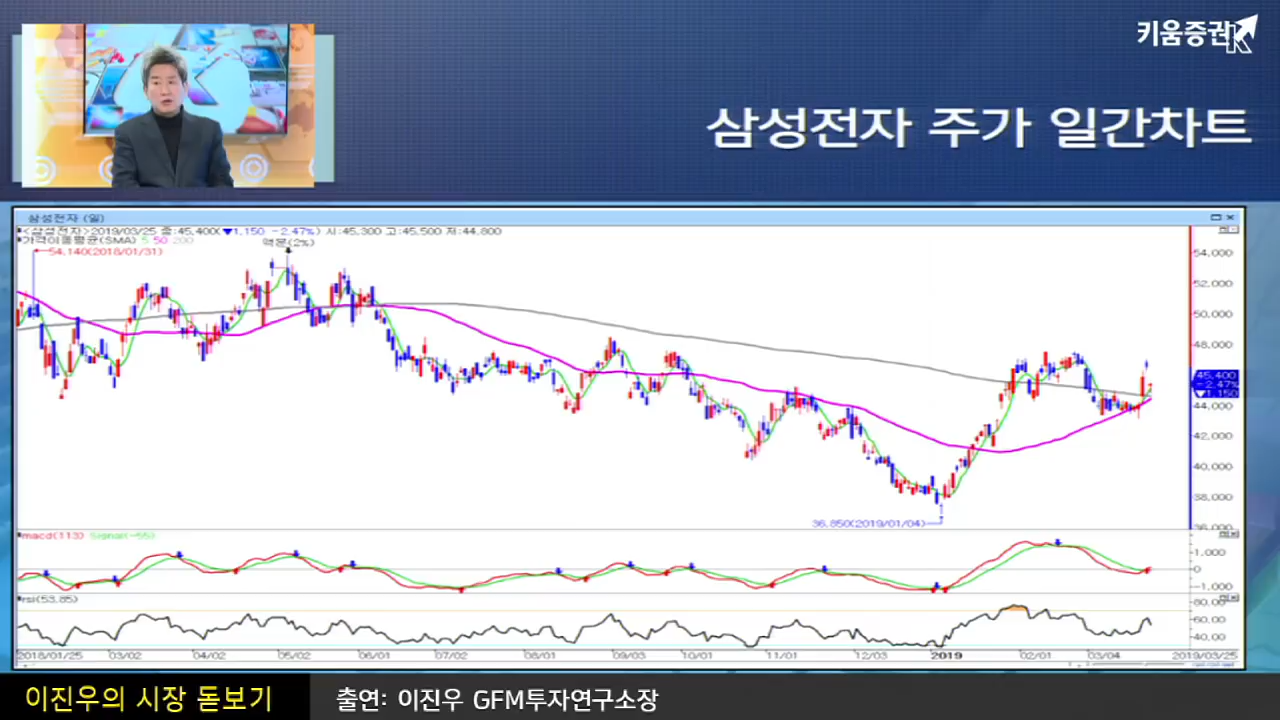 키움증권
삼성전자 주가 일간차트
삼성전자 (일)
<삼성전자>2019/03/25 종:45,400(▼1,150 -2.47%) 시:45,300 고:45,500 저:44,800
가격이동평균(SMA) 5 50 200
액분(2%)
54,140(2018/01/31)
54,000
52,000
50,000
48,000
45,400
-2.47%
▼1,150
44,000
42,000
40,000
38,000
36,000
36,850(2019/01/04)
macd(113) Signal(-55)
1,000
0
-1,000
rsi(53.85)
80.00
60.00
40.00
2018/01/25 03/02 04/02 05/02 06/01 07/02 08/01 09/03 10/01 11/01 12/03 2019 02/01 03/04 2019/03/25
이진우의 시장 돋보기
출연: 이진우 GFM투자연구소장